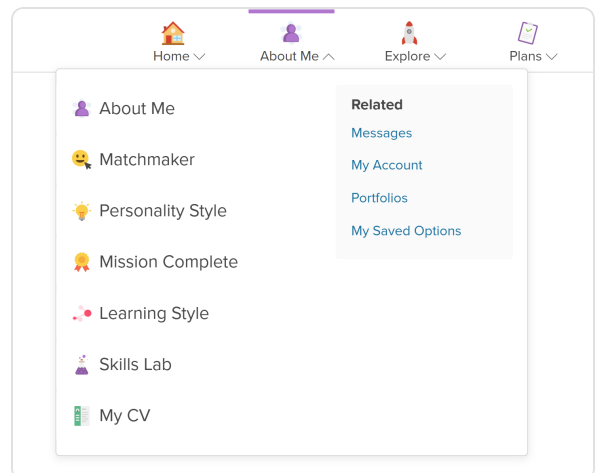 Home
About Me
Explore
Plans
About Me
Matchmaker
Personality Style
Mission Complete
Learning Style
Skills Lab
My CV
Related
Messages
My Account
Portfolios
My Saved Options